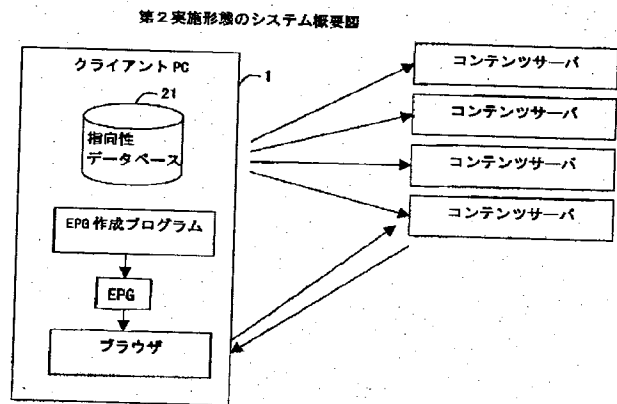 第2実施形態のシステム概要図
クライアントPC
1
21
指向性
データベース
EPG作成プログラム
EPG
ブラウザ
コンテンツサーバ
コンテンツサーバ
コンテンツサーバ
コンテンツサーバ